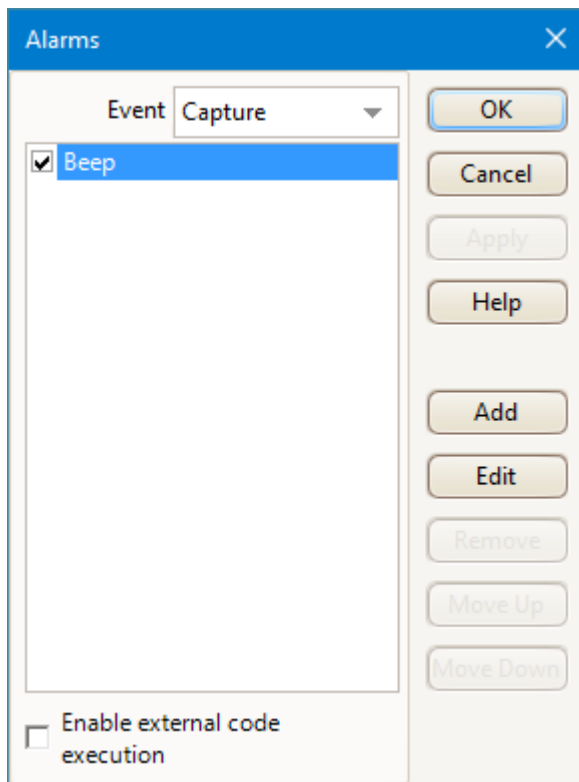 Alarms
Event Capture
Beep
Enable external code
execution
OK
Cancel
Apply
Help
Add
Edit
Remove
Move Up
Move Down